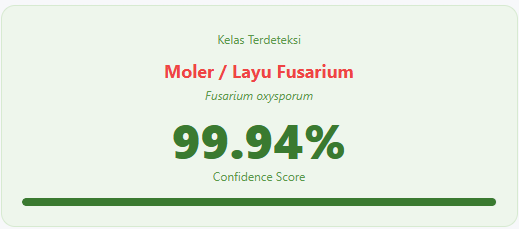 Kelas Terdeteksi
Moler / Layu Fusarium
Fusarium oxysporum
99.94%
Confidence Score